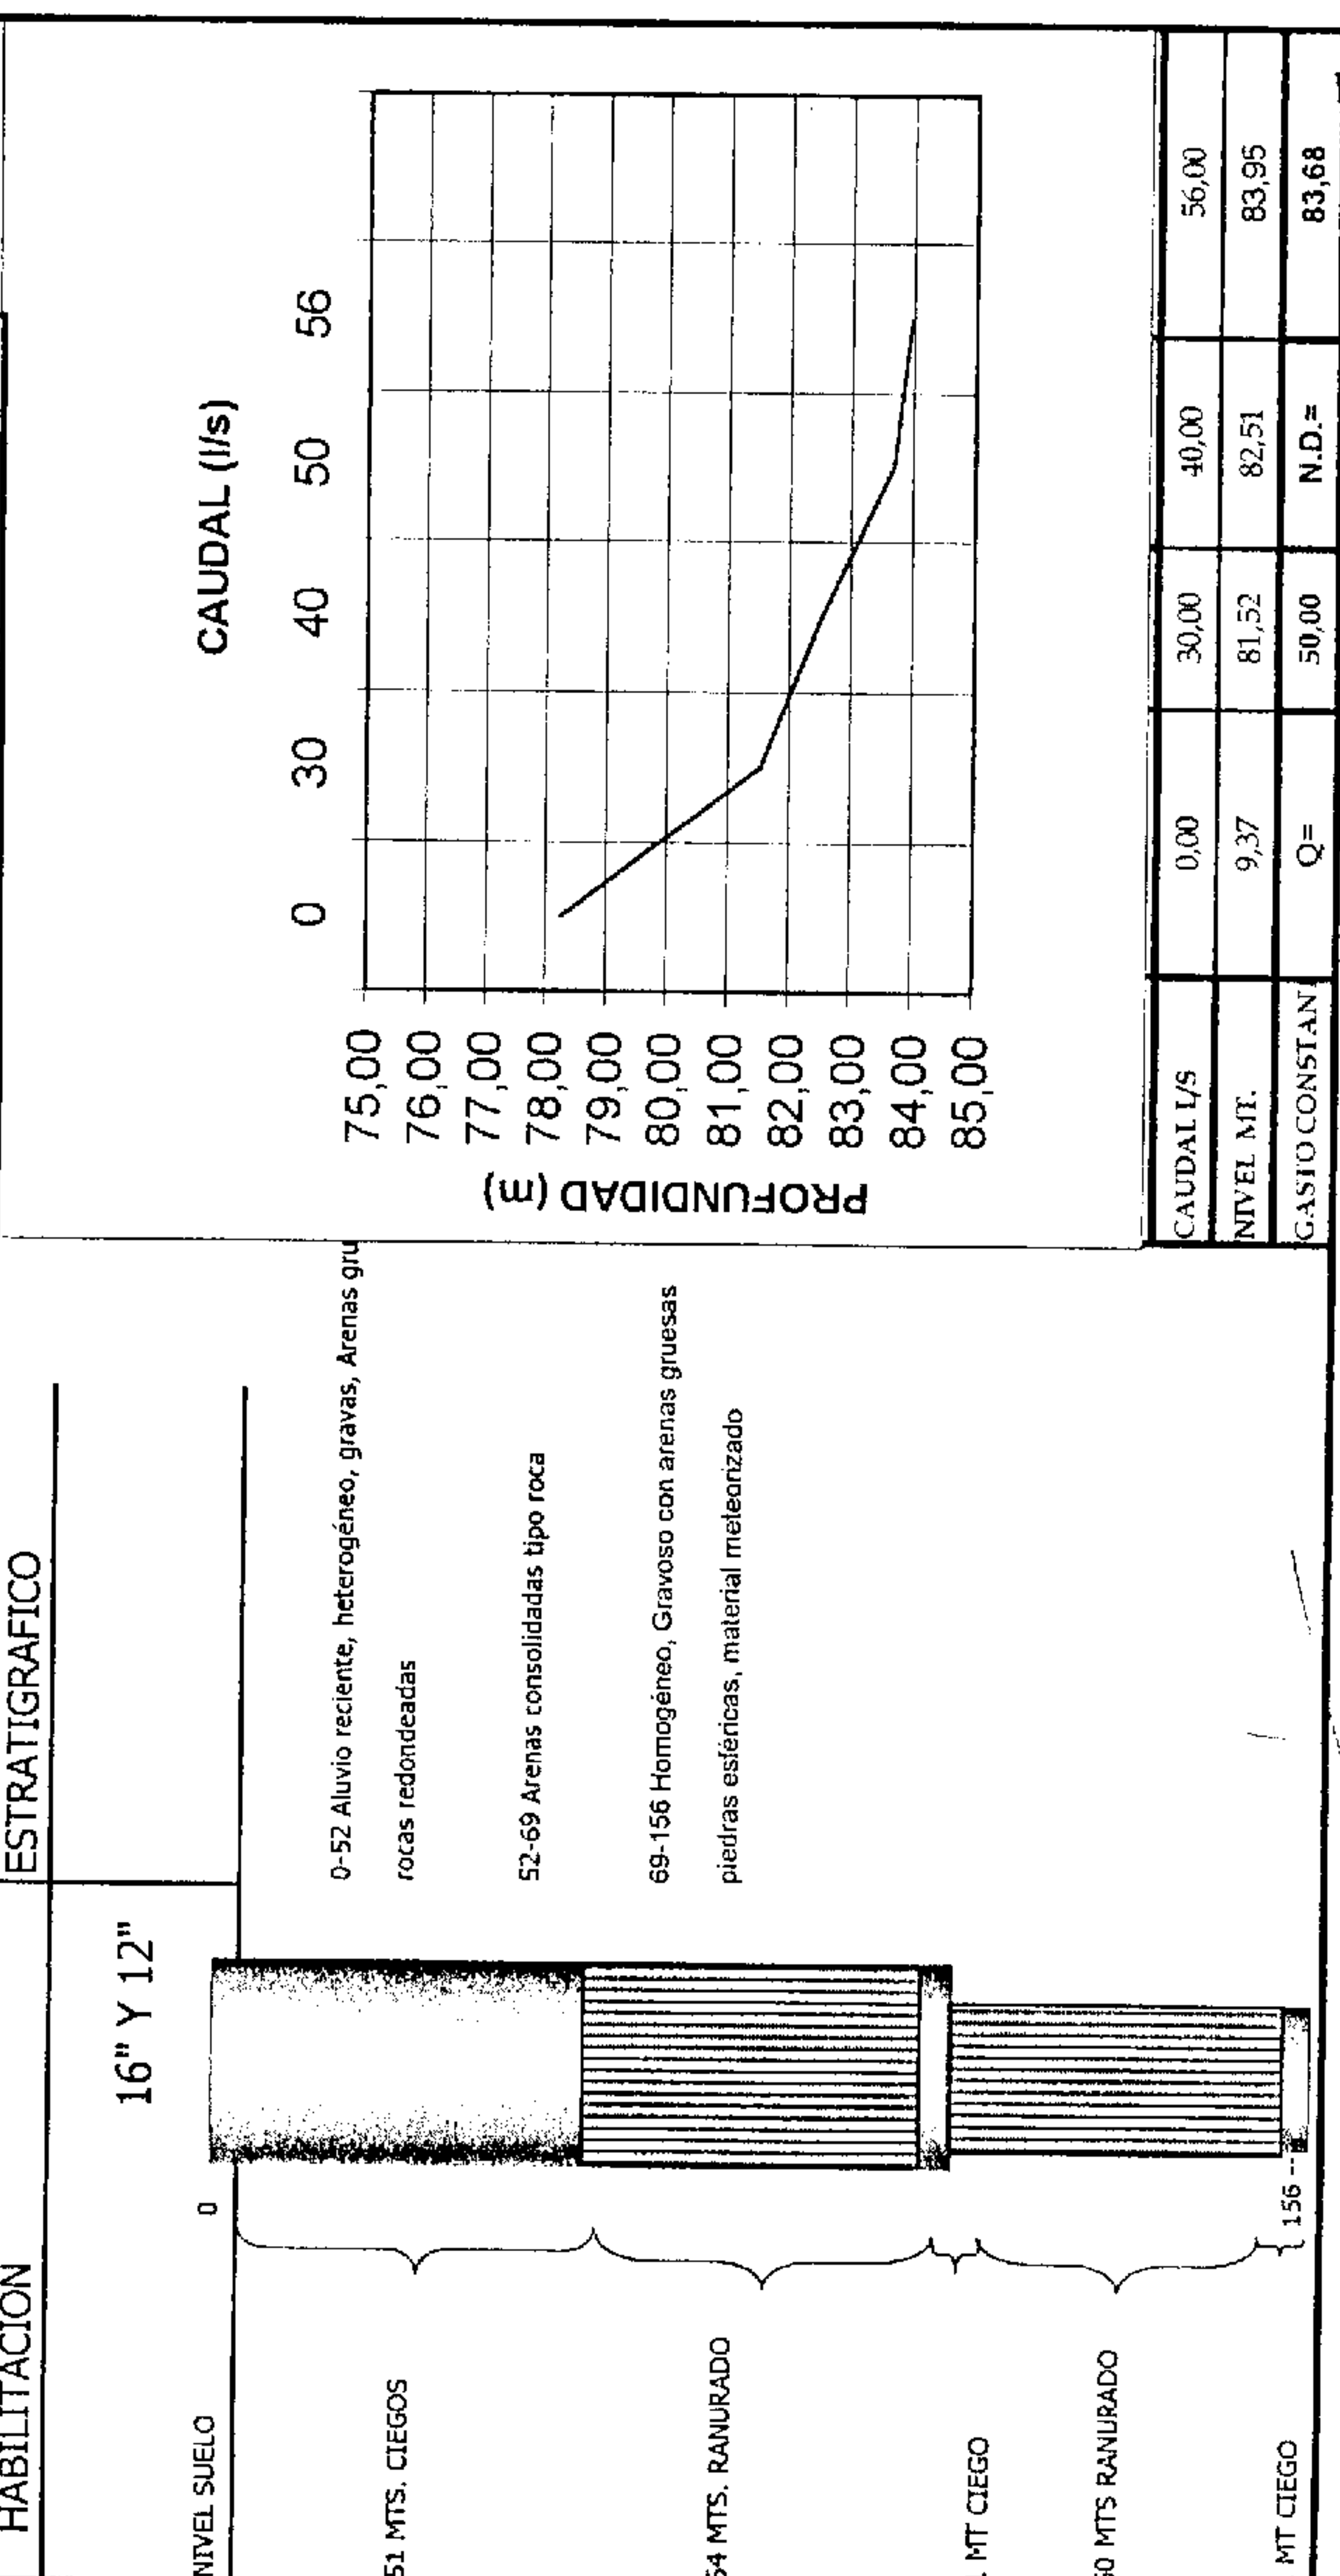 HABILITACION
ESTRATIGRAFICO
16" Y 12"
NIVEL SUELO
0
51 MTS. CIEGOS
MTS. RANURADO
MT CIEGO
MTS RANURADO
MT CIEGO
156 --
0-52 Aluvio reciente, heterogéneo, gravas, Arenas gru
rocas redondeadas
52-69 Arenas consolidadas tipo roca
69-156 Homogéneo, Gravoso con arenas gruesas
piedras esféricas, material meteorizado
CAUDAL (l/s)
0 30 40 50 56
PROFUNDIDAD (m)
75,00
76,00
77,00
78,00
79,00
80,00
81,00
82,00
83,00
84,00
85,00
CAUDAL L/S 0,00 30,00 40,00 56,00
NIVEL MT. 9,37 81,52 82,51 83,95
GASTO CONSTAN Q= 50,00 N.D.= 83,68